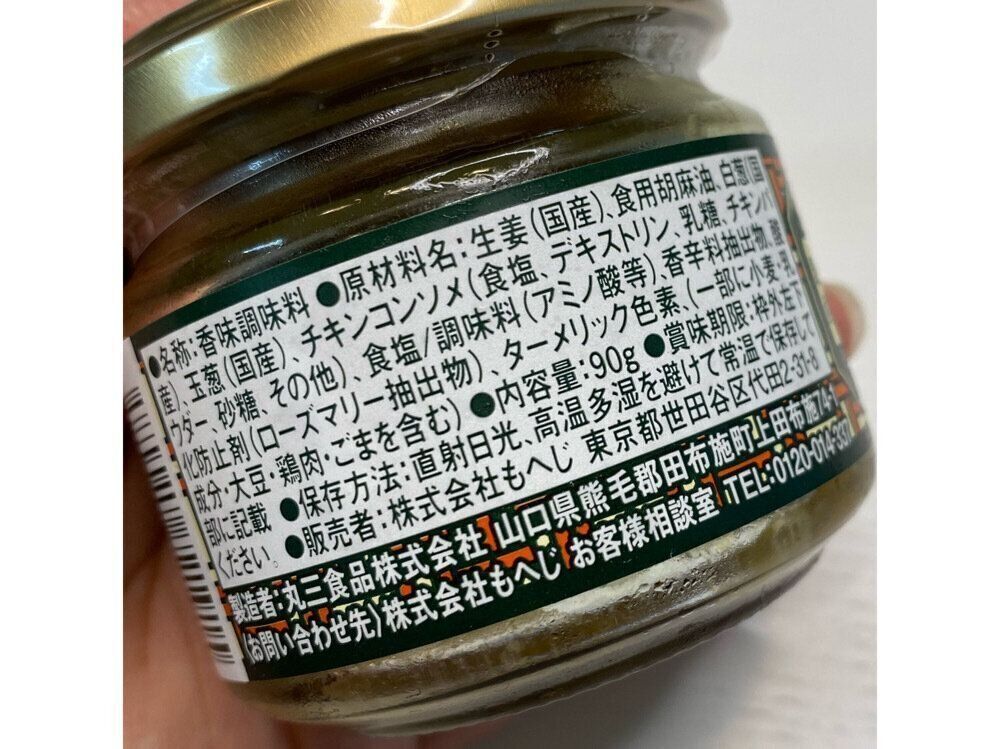 ●名称:香味調味料 ●原材料名:生姜(国産)、食用胡麻油、白葱(国
産)、玉葱(国産)、チキンコンソメ(食塩、デキストリン、乳糖、チキンパ
ウダー、砂糖、その他)、食塩/調味料(アミノ酸等)、香辛料抽出物、酸
化防止剤(ローズマリー抽出物)、ターメリック色素、(一部に小麦・乳
成分・大豆・鶏肉・ごまを含む) ●内容量:90g ●賞味期限:枠外左下
部に記載 ●保存方法:直射日光、高温多湿を避けて常温で保存して
ください。 ●販売者:株式会社もへじ 東京都世田谷区代田2-31-8
製造者:丸三食品株式会社 山口県熊毛郡田布施町上田布施74-1
(お問い合わせ先)株式会社もへじ お客様相談室 TEL:0120-014-337